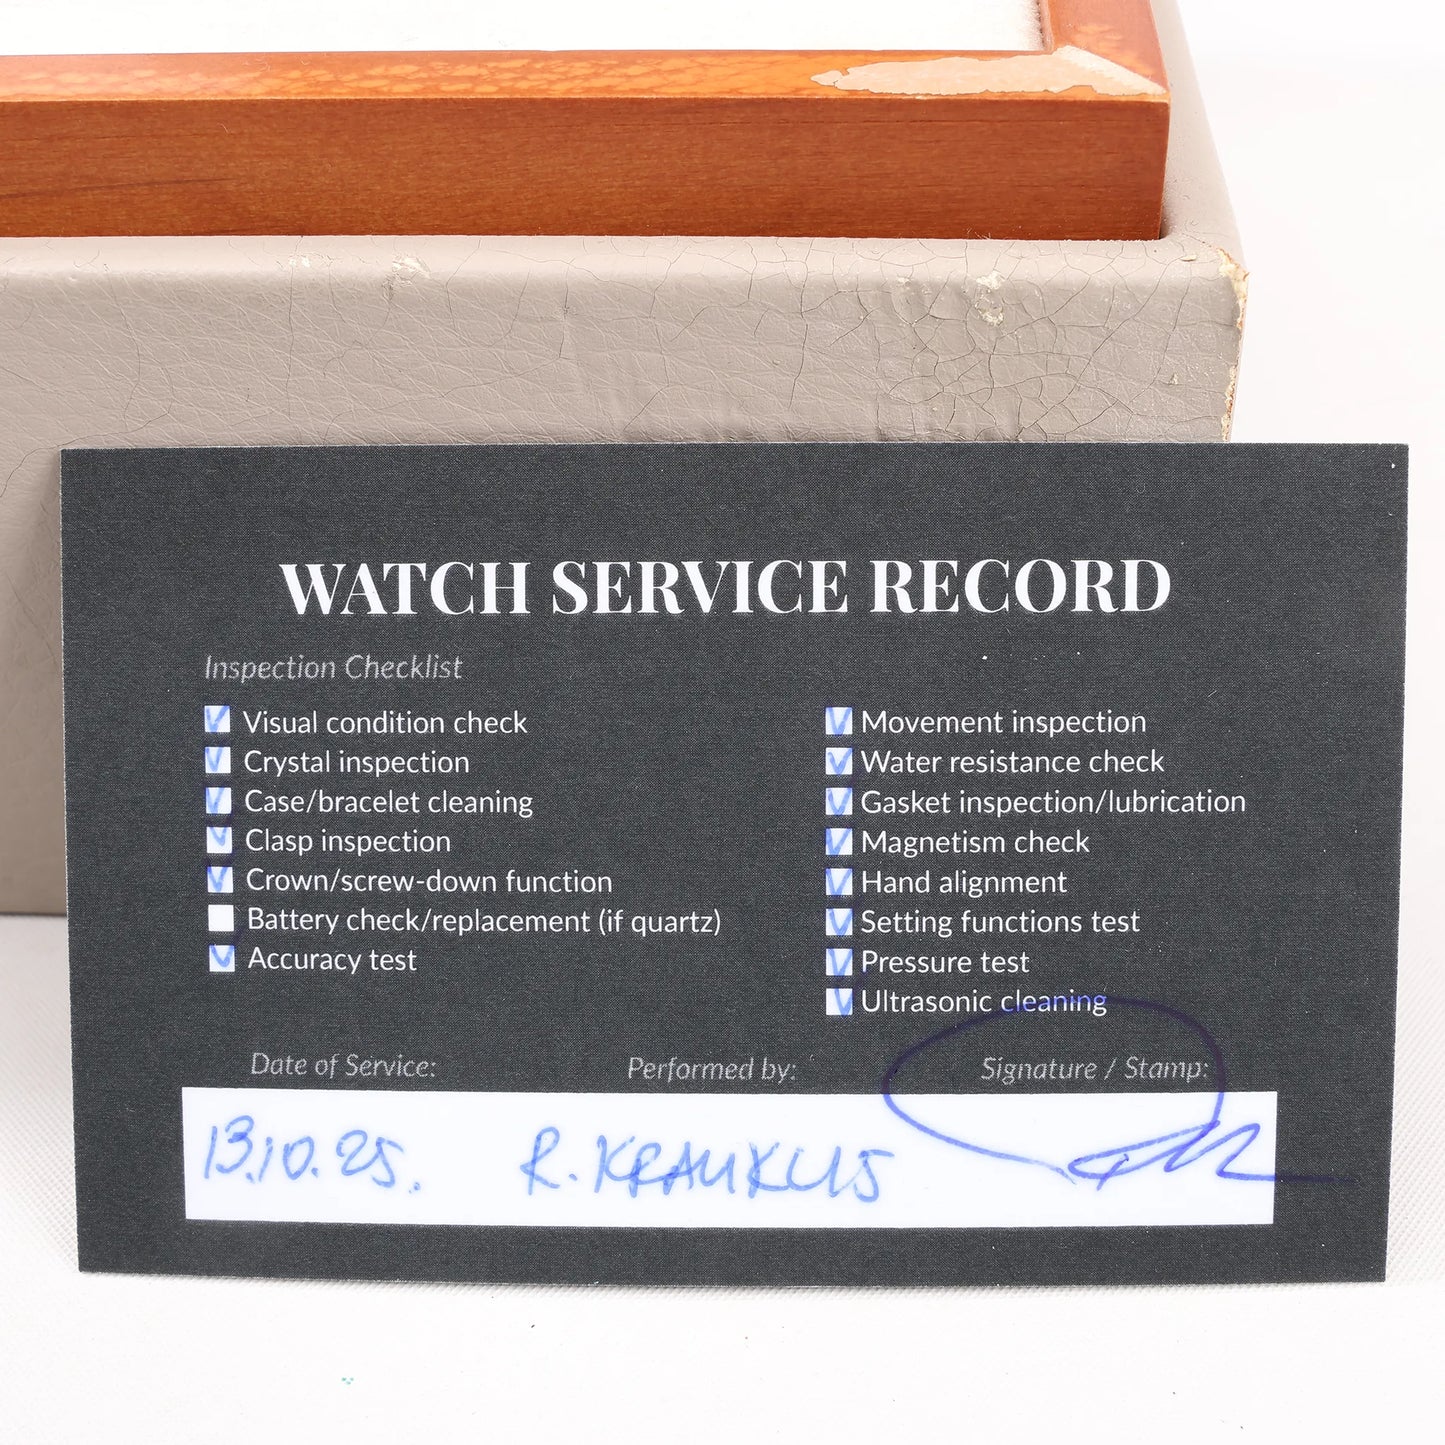 WATCH SERVICE RECORD
Inspection Checklist
Visual condition check
Crystal inspection
Case/bracelet cleaning
Clasp inspection
Crown/screw-down function
Battery check/replacement (if quartz)
Accuracy test
Movement inspection
Water resistance check
Gasket inspection/lubrication
Magnetism check
Hand alignment
Setting functions test
Pressure test
Ultrasonic cleaning
Date of Service: Performed by: Signature / Stamp:
13.10.25. R. KRAUKLIS